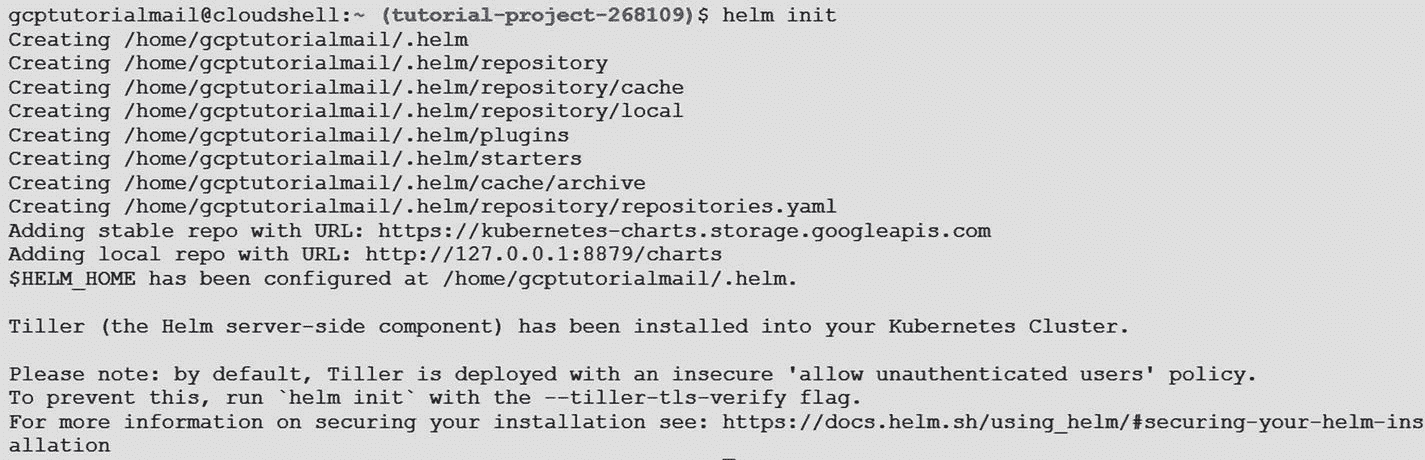 gcptutorialmail@cloudshell:~ (tutorial-project-268109)$ helm init
Creating /home/gcptutorialmail/.helm
Creating /home/gcptutorialmail/.helm/repository
Creating /home/gcptutorialmail/.helm/repository/cache
Creating /home/gcptutorialmail/.helm/repository/local
Creating /home/gcptutorialmail/.helm/plugins
Creating /home/gcptutorialmail/.helm/starters
Creating /home/gcptutorialmail/.helm/cache/archive
Creating /home/gcptutorialmail/.helm/repository/repositories.yaml
Adding stable repo with URL: https://kubernetes-charts.storage.googleapis.com
Adding local repo with URL: http://127.0.0.1:8879/charts
$HELM_HOME has been configured at /home/gcptutorialmail/.helm.
Tiller (the Helm server-side component) has been installed into your Kubernetes Cluster.
Please note: by default, Tiller is deployed with an insecure 'allow unauthenticated users' policy.
To prevent this, run `helm init` with the --tiller-tls-verify flag.
For more information on securing your installation see: https://docs.helm.sh/using_helm/#securing-your-helm-ins
allation